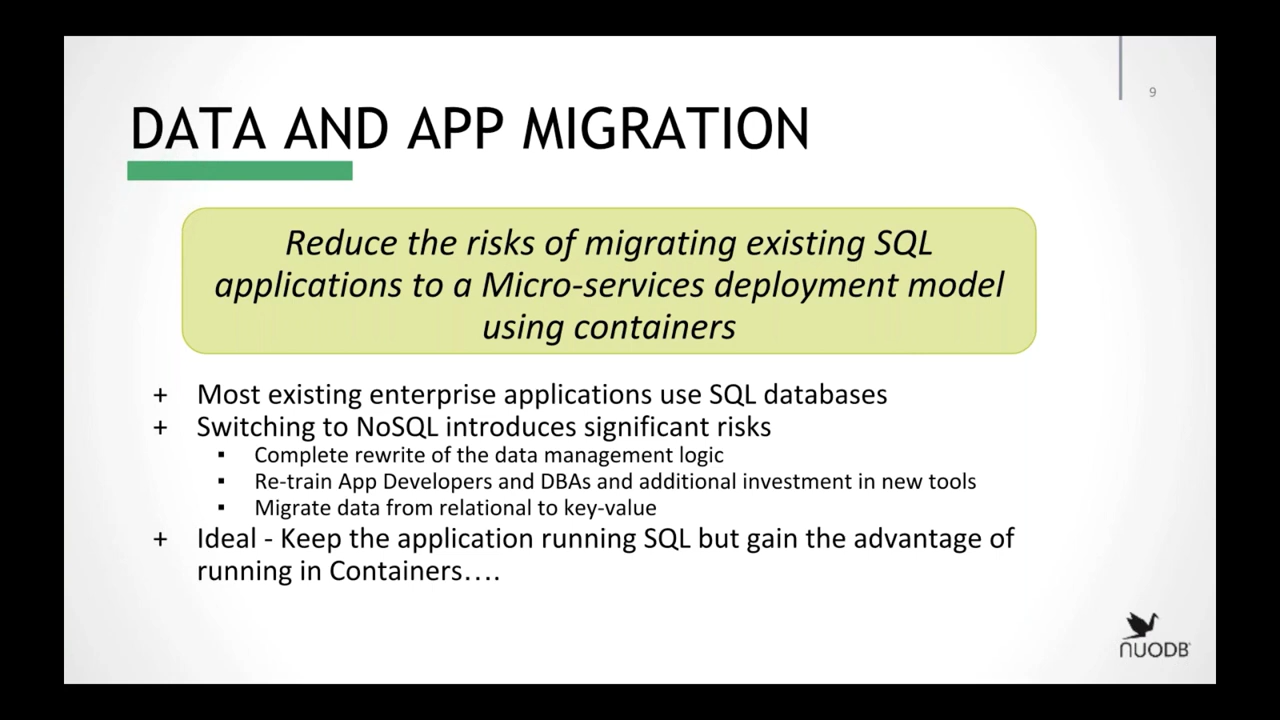 9
DATA AND APP MIGRATION
Reduce the risks of migrating existing SQL
applications to a Micro-services deployment model
using containers
+ Most existing enterprise applications use SQL databases
+ Switching to NoSQL introduces significant risks
▪ Complete rewrite of the data management logic
▪ Re-train App Developers and DBAs and additional investment in new tools
▪ Migrate data from relational to key-value
+ Ideal - Keep the application running SQL but gain the advantage of
running in Containers....
NUODB